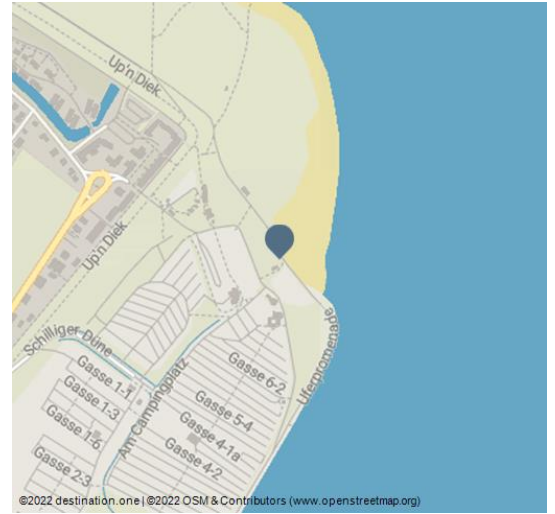 Up'n Diek
Up'n Diek
Schilliger Düne
Am Campingplatz
Uferpromenade
Gasse 6-2
Gasse 1-1
Gasse 1-3
Gasse 5-4
Gasse 1-6
Gasse 4-1a
Gasse 4-2
Gasse 2-3
©2022 destination.one | ©2022 OSM & Contributors (www.openstreetmap.org)